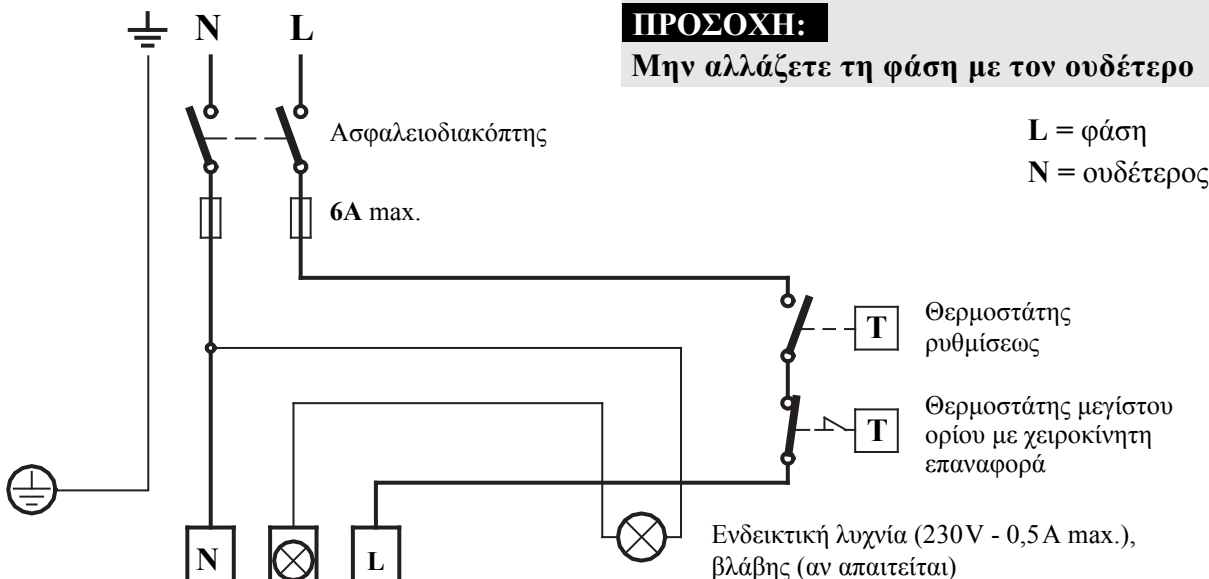 N L
ΠΡΟΣΟΧΗ:
Μην αλλάζετε τη φάση με τον ουδέτερο
Ασφαλειοδιακόπτης
L = φάση
N = ουδέτερος
6A max.
T
Θερμοστάτης
ρυθμίσεως
T
Θερμοστάτης μεγίστου
ορίου με χειροκίνητη
επαναφορά
Ενδεικτική λυχνία (230V - 0,5A max.),
βλάβης (αν απαιτείται)
N L